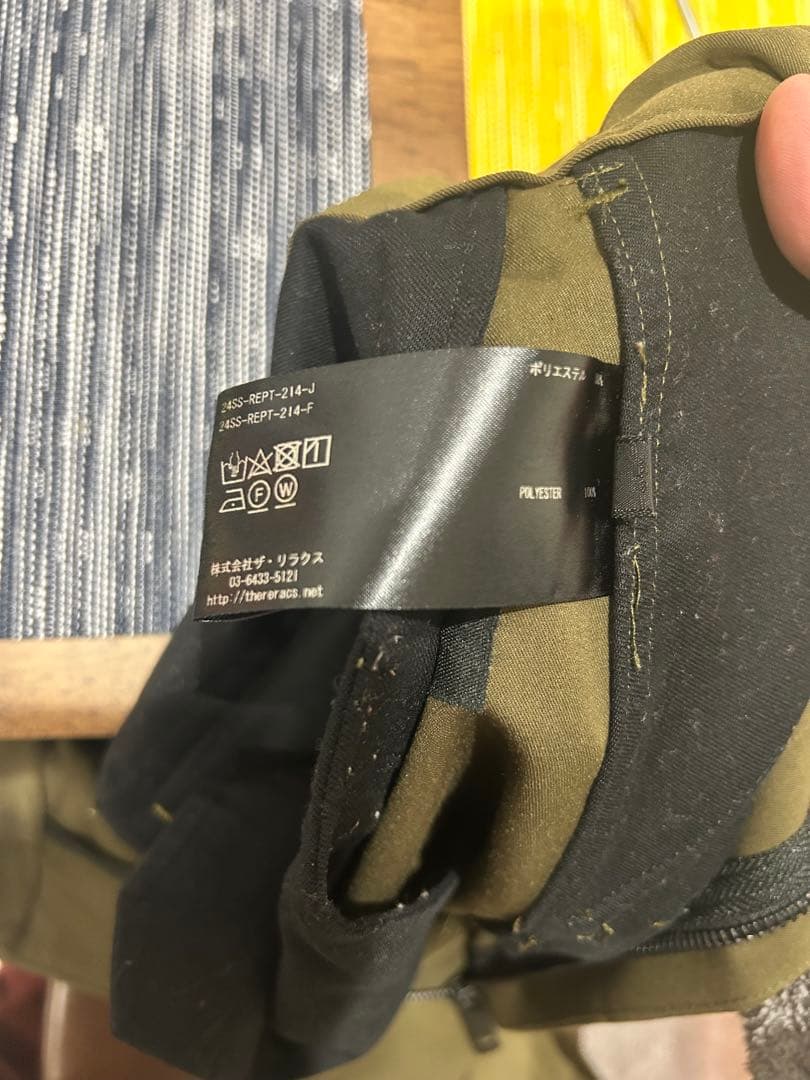 24SS-REPT-214-J
24SS-REPT-214-F
F W
株式会社ザ・リラクス
03-6433-5121
http://thereracs.net
ポリエステル
POLYESTER 100%